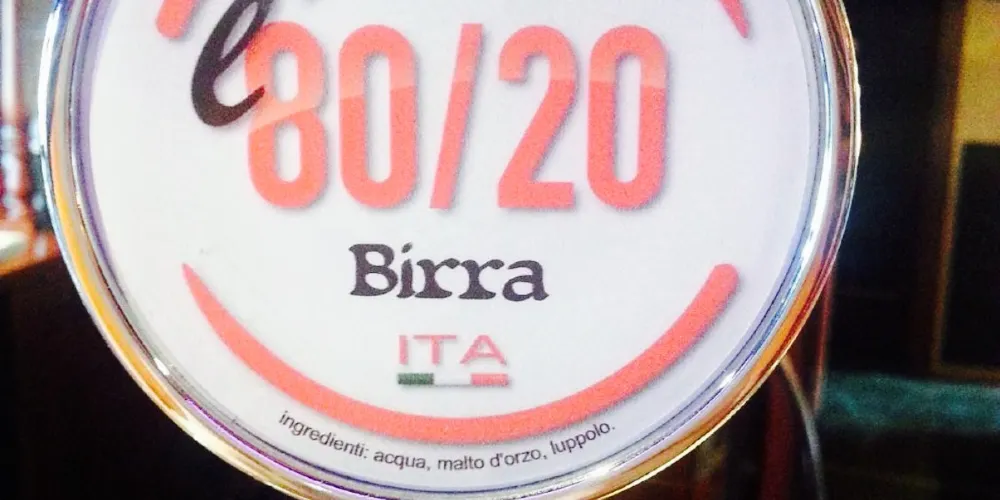 l
80/20
Birra
ITA
ingredienti: acqua, malto d'orzo, luppolo.